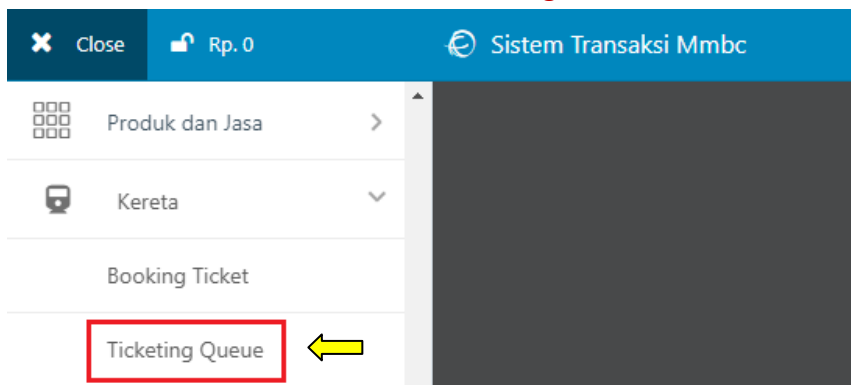 Close Rp. 0 Sistem Transaksi Mmbc
Produk dan Jasa
Kereta
Booking Ticket
Ticketing Queue